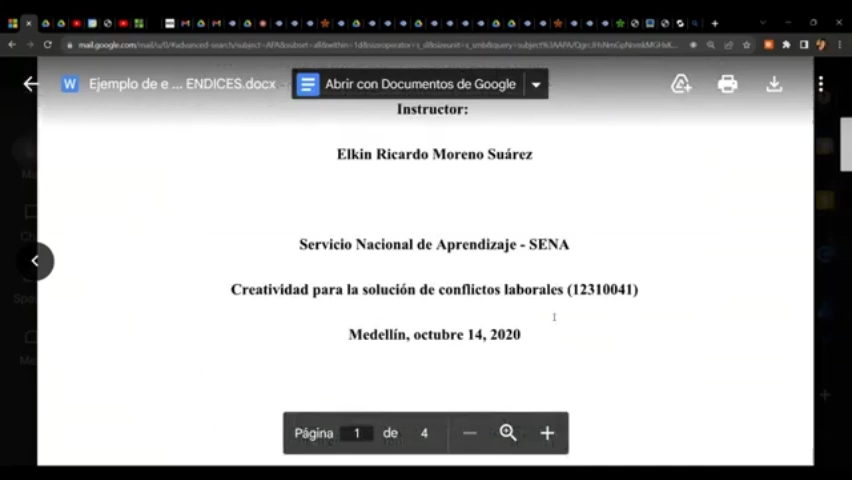 Ejemplo de e ... ENDICES.docx
Abrir con Documentos de Google
Instructor:
Elkin Ricardo Moreno Suárez
Servicio Nacional de Aprendizaje - SENA
Creatividad para la solución de conflictos laborales (12310041)
Medellín, octubre 14, 2020
Página 1 de 4